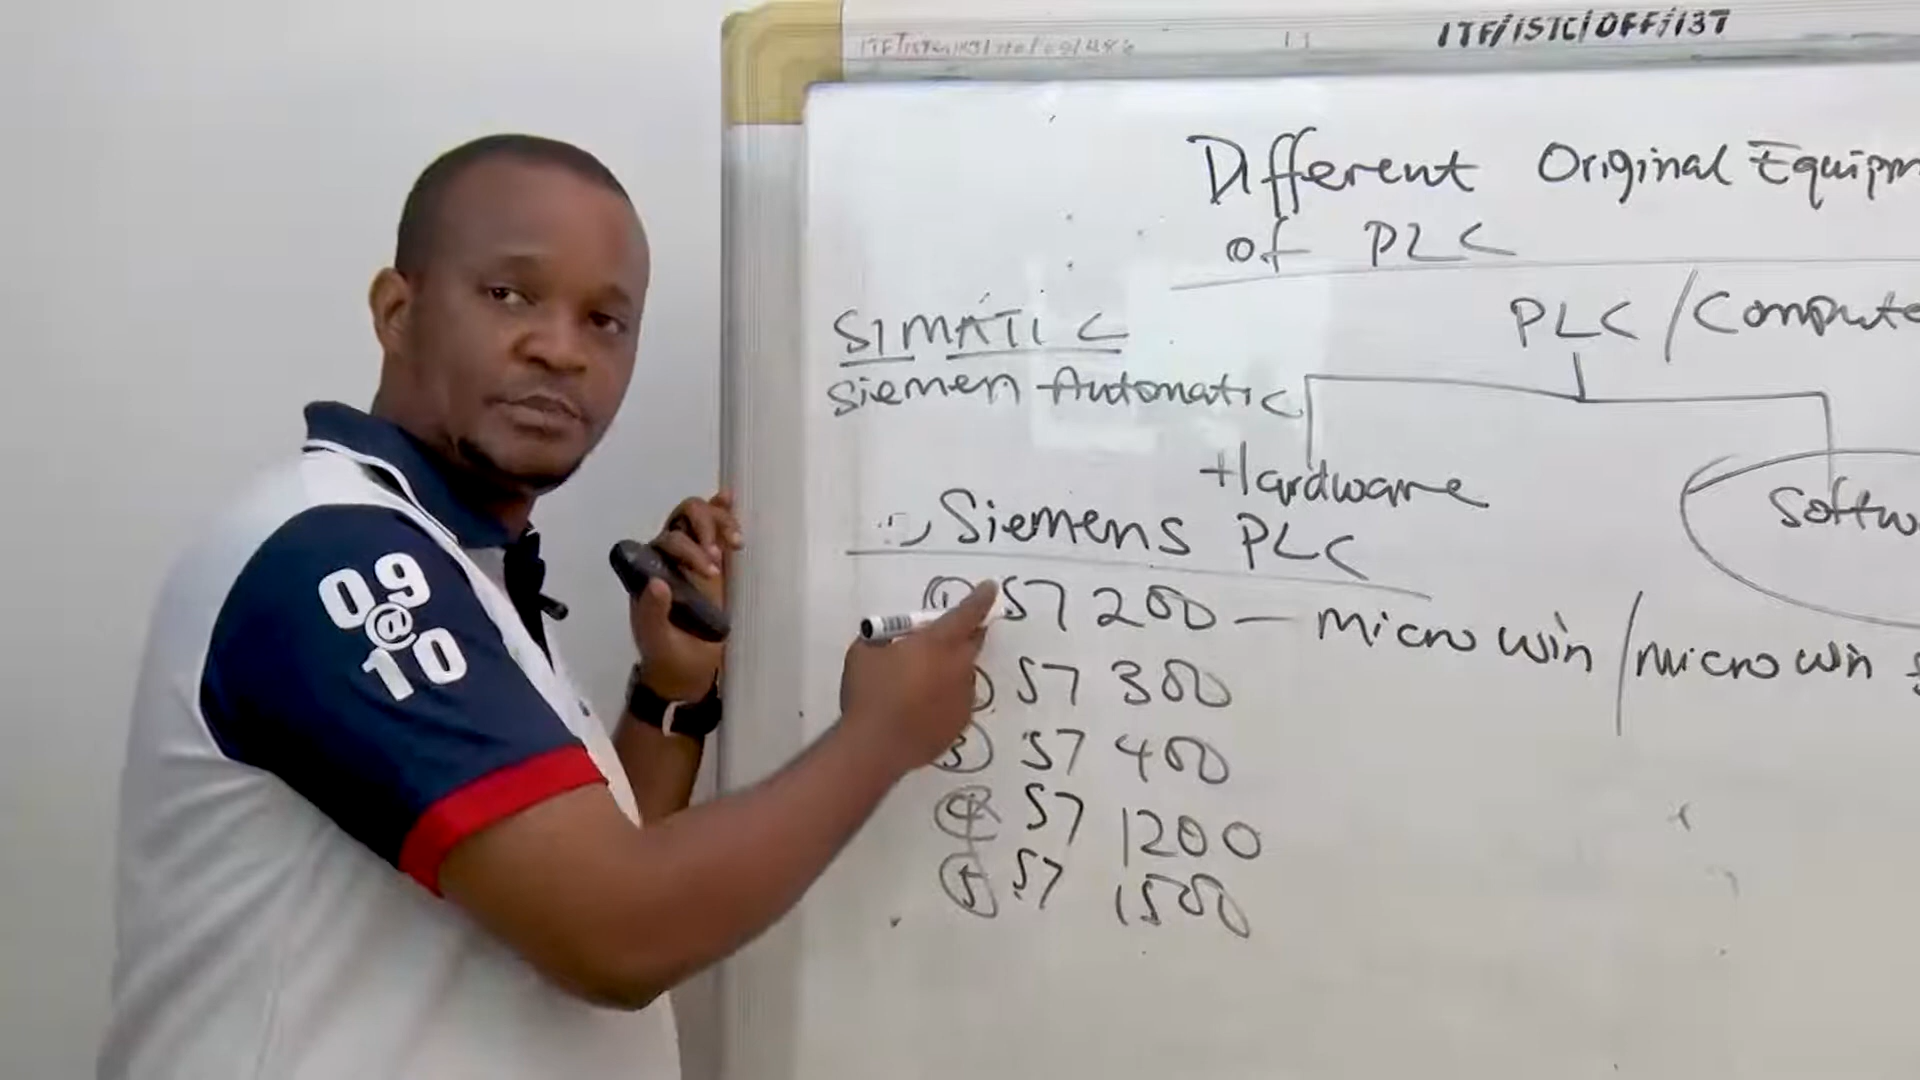 ITF/ISTC/OFF/137
Different Original Equipm
of PLC
PLC / Compute
SIMATIC
Siemen Automatic
Hardware
Softw
Siemens PLC
① S7 200 — micro win / micro win
S7 300
③ S7 400
④ S7 1200
⑤ S7 1500
09
@
10